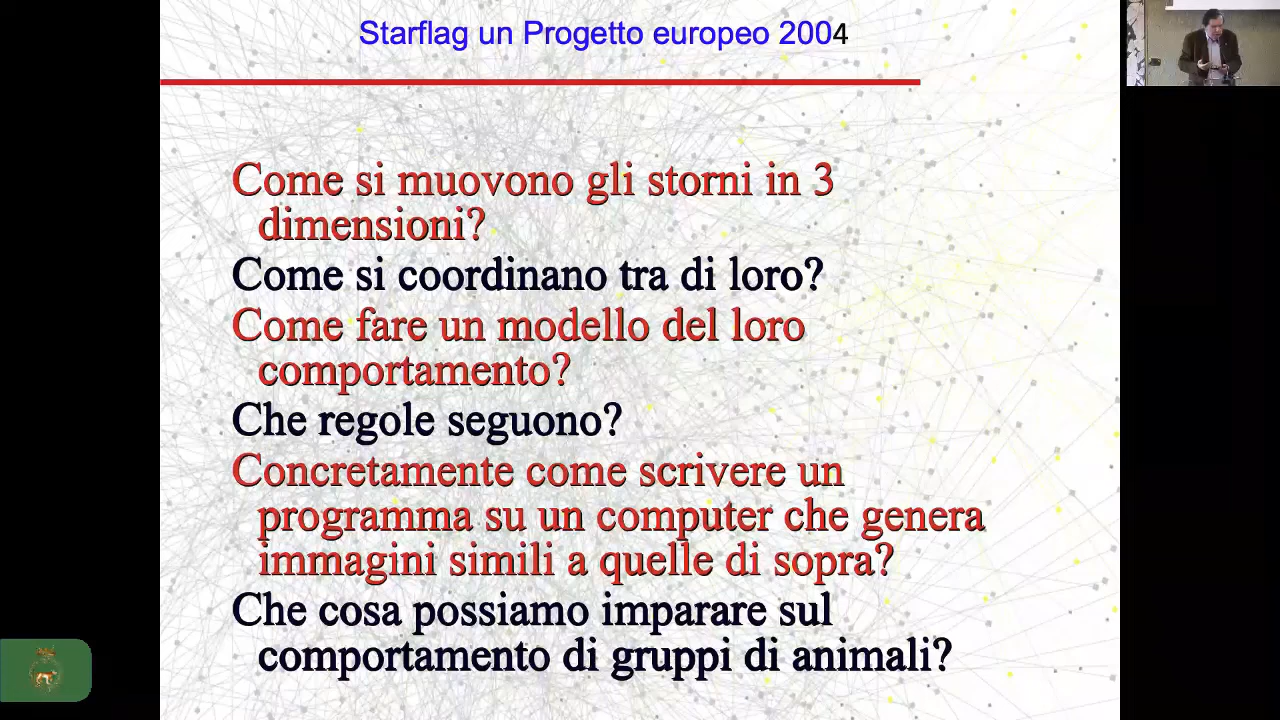 Starflag un Progetto europeo 2004
Come si muovono gli storni in 3
dimensioni?
Come si coordinano tra di loro?
Come fare un modello del loro
comportamento?
Che regole seguono?
Concretamente come scrivere un
programma su un computer che genera
immagini simili a quelle di sopra?
Che cosa possiamo imparare sul
comportamento di gruppi di animali?